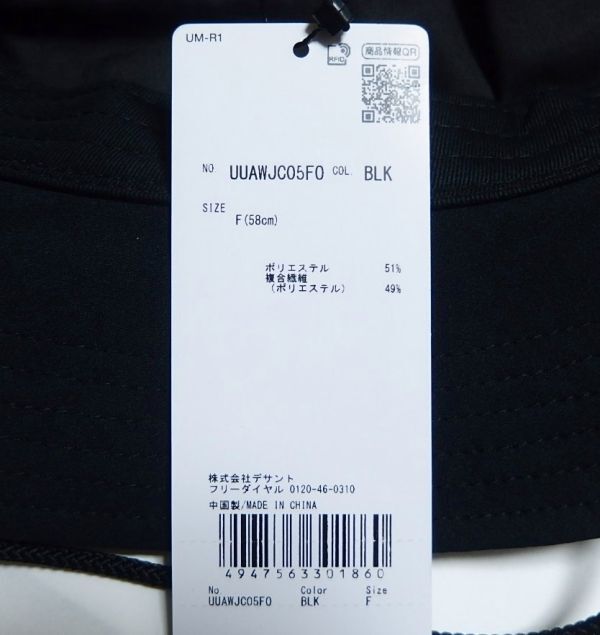 UM-R1
RFID
商品情報QR
NO UUAWJC05F0 COL. BLK
SIZE
F(58cm)
ポリエステル 51%
複合繊維
(ポリエステル) 49%
株式会社デサント
フリーダイヤル 0120-46-0310
中国製/MADE IN CHINA
4947563301860
No Color Size
UUAWJC05F0 BLK F